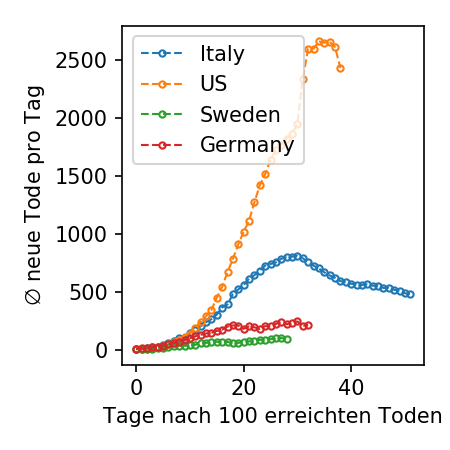 Italy
US
Sweden
Germany
∅ neue Tode pro Tag
2500
2000
1500
1000
500
0
0 20 40
Tage nach 100 erreichten Toden